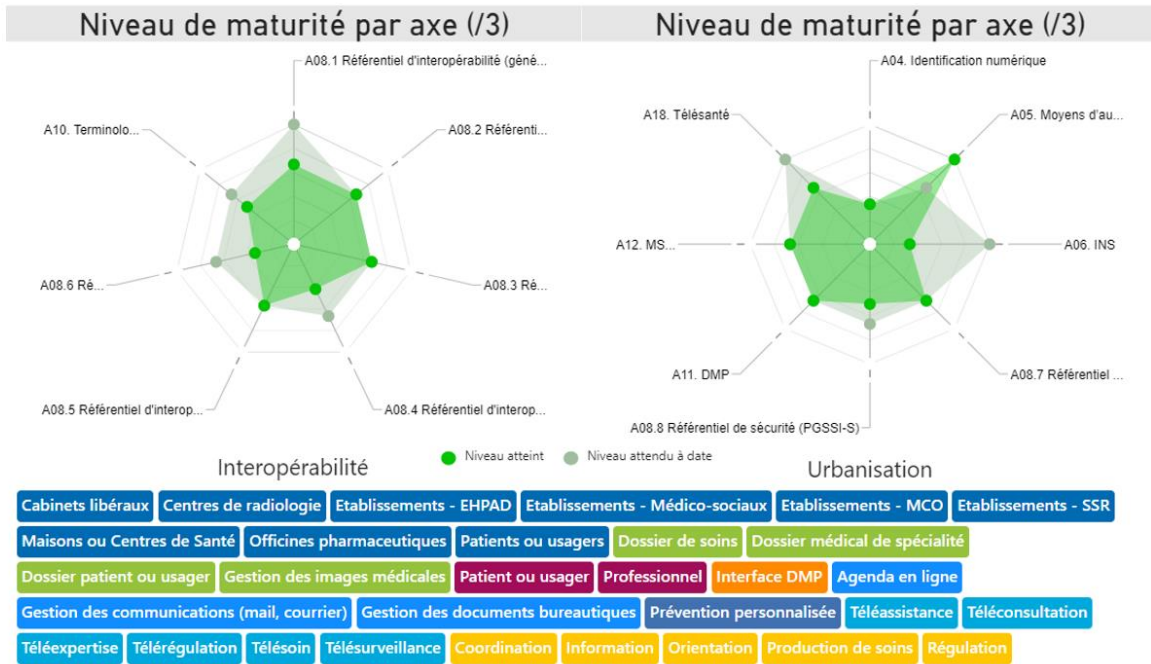 Niveau de maturité par axe (/3)
Niveau de maturité par axe (/3)
A08.1 Référentiel d'interopérabilité (géné...
A10. Terminolo...
A08.2 Référenti...
A08.6 Ré...
A08.3 Ré...
A08.5 Référentiel d'interop...
A08.4 Référentiel d'interop...
A04. Identification numérique
A18. Télésanté
A05. Moyens d'au...
A12. MS...
A06. INS
A11. DMP
A08.7 Référentiel ...
A08.8 Référentiel de sécurité (PGSSI-S)
Interopérabilité
Niveau atteint
Niveau attendu à date
Urbanisation
Cabinets libéraux Centres de radiologie Etablissements - EHPAD Etablissements - Médico-sociaux Etablissements - MCO Etablissements - SSR
Maisons ou Centres de Santé Officines pharmaceutiques Patients ou usagers Dossier de soins Dossier médical de spécialité
Dossier patient ou usager Gestion des images médicales Patient ou usager Professionnel Interface DMP Agenda en ligne
Gestion des communications (mail, courrier) Gestion des documents bureautiques Prévention personnalisée Téléassistance Téléconsultation
Téléexpertise Télérégulation Télésoin Télésurveillance Coordination Information Orientation Production de soins Régulation